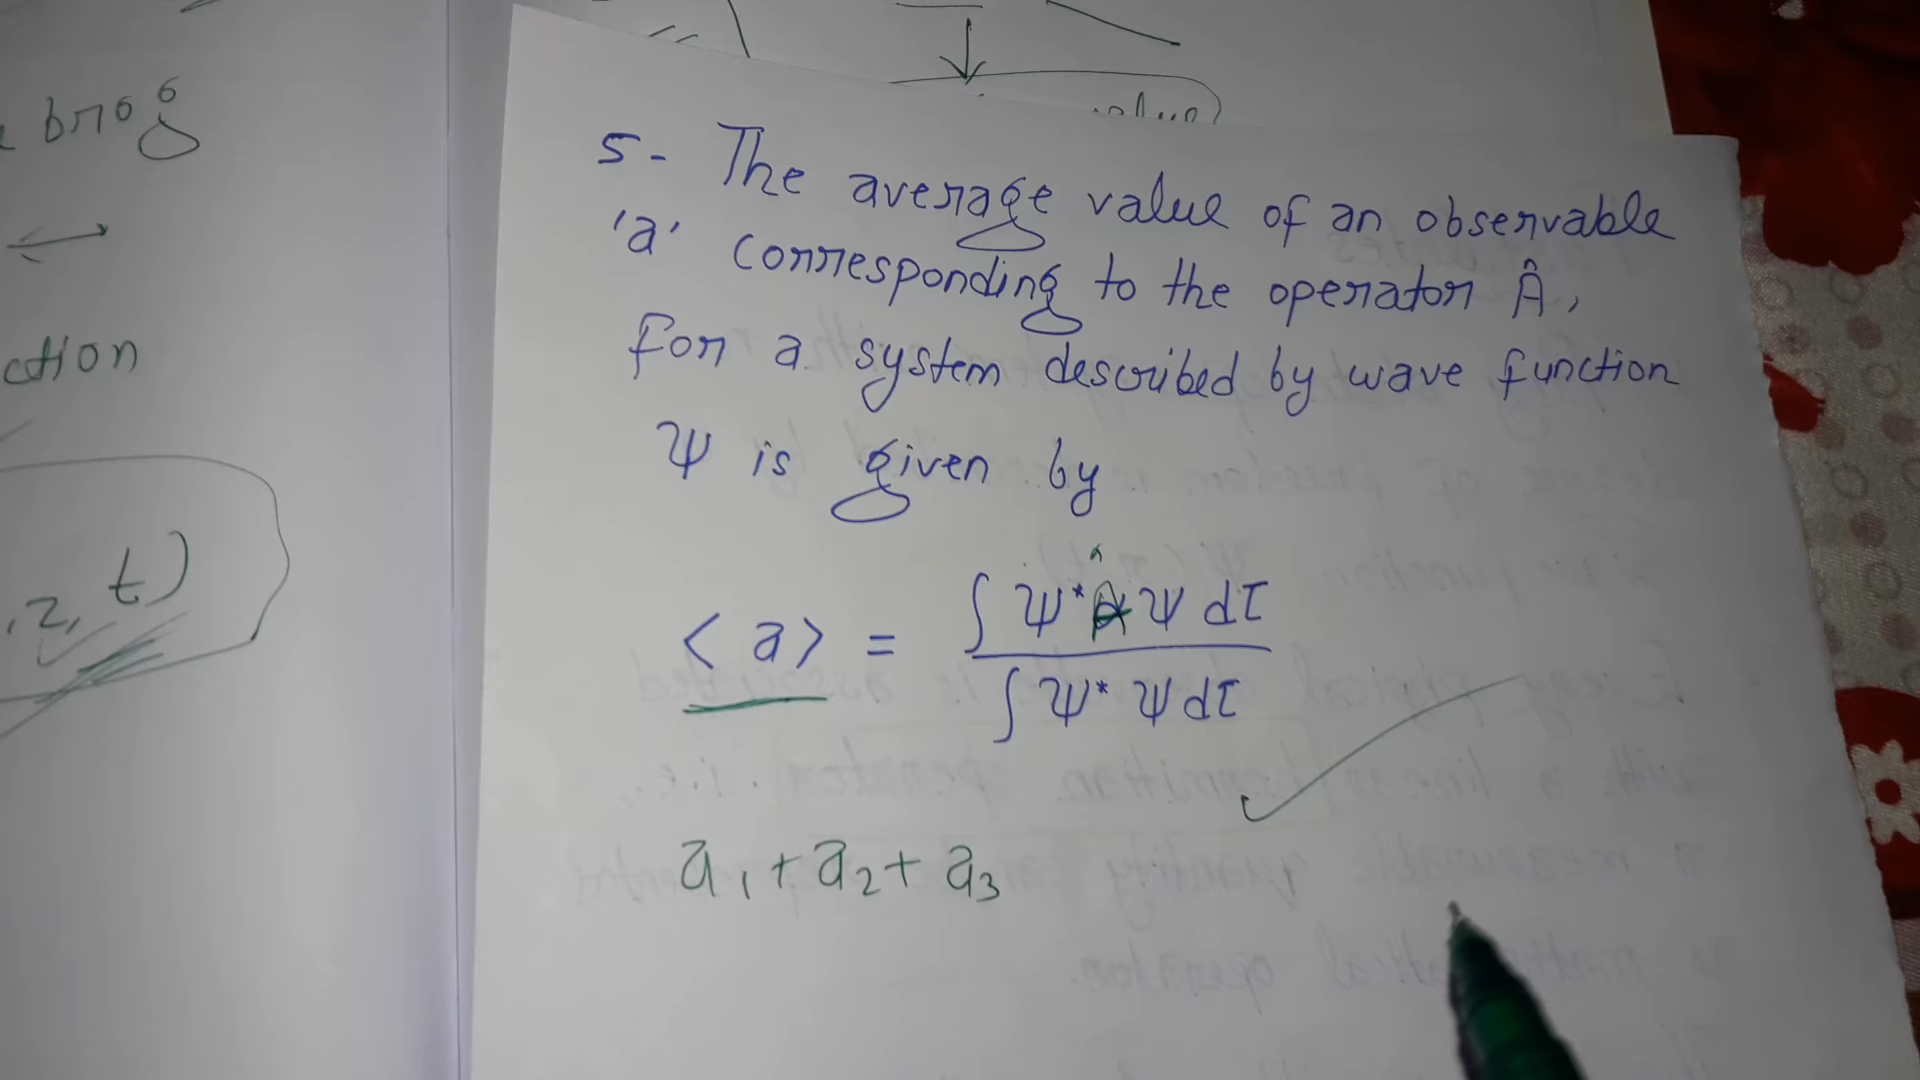 5- The average value of an observable
'a' corresponding to the operator Â,
for a system described by wave function
Ψ is given by
<a> = ∫ Ψ* Â Ψ dτ / ∫ Ψ* Ψ dτ
a₁ + a₂ + a₃
ction
, z, t)